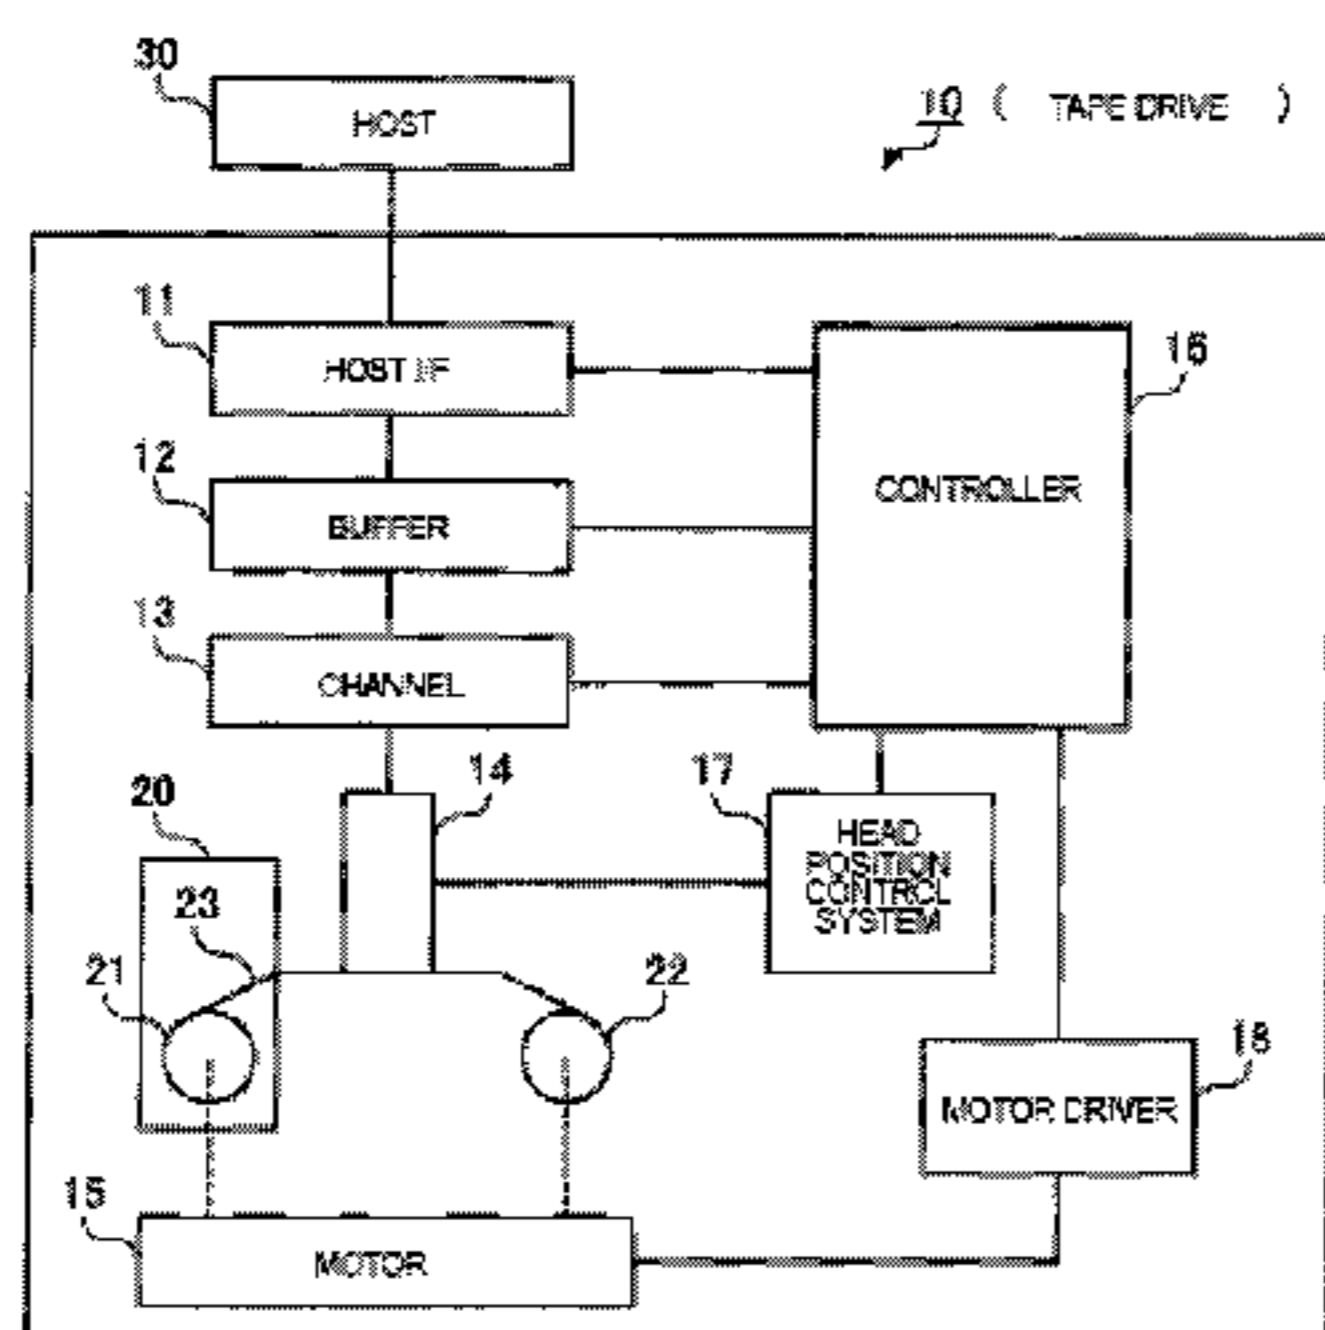 30
HOST
10 ( TAPE DRIVE )
11
HOST I/F
16
12
CONTROLLER
BUFFER
13
CHANNEL
14
17
20
HEAD
POSITION
CONTROL
SYSTEM
23
21
22
18
MOTOR DRIVER
15
MOTOR